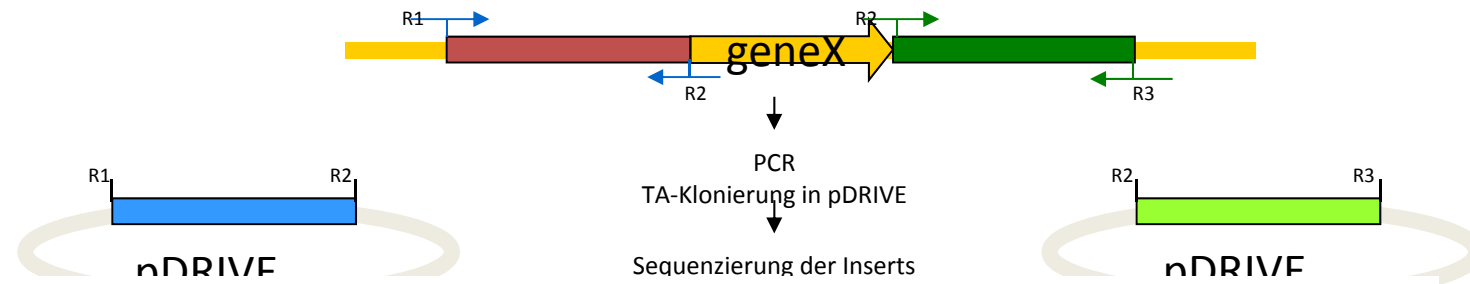 R1 R2
geneX
R2 R3
PCR
TA-Klonierung in pDRIVE
R1 R2 R2 R3
Sequenzierung der Inserts
pDRIVE pDRIVE